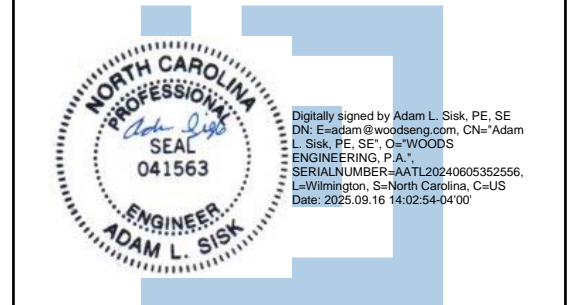 NORTH CAROLINA
PROFESSIONAL
SEAL
041563
ENGINEER
ADAM L. SISK
Digitally signed by Adam L. Sisk, PE, SE
DN: E=adam@woodseng.com, CN="Adam
L. Sisk, PE, SE", O="WOODS
ENGINEERING, P.A.",
SERIALNUMBER=AATL20240605352556,
L=Wilmington, S=North Carolina, C=US
Date: 2025.09.16 14:02:54-04'00'